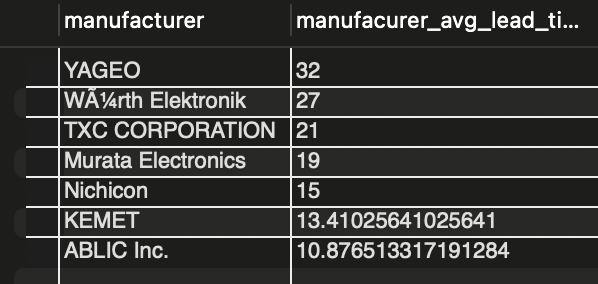 manufacturer manufacurer_avg_lead_ti...
YAGEO 32
WÃ¼rth Elektronik 27
TXC CORPORATION 21
Murata Electronics 19
Nichicon 15
KEMET 13.41025641025641
ABLIC Inc. 10.876513317191284